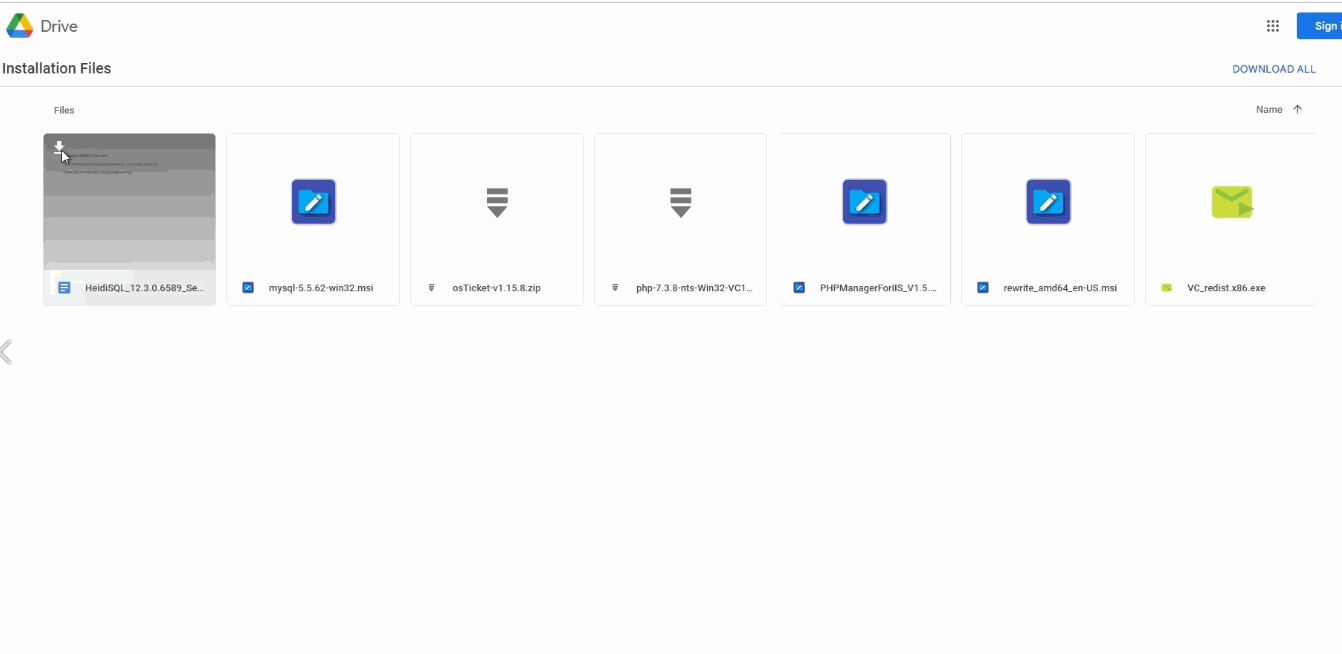 Drive
Sign i
Installation Files
DOWNLOAD ALL
Files
Name
HeidiSQL_12.3.0.6589_Se...
mysql-5.5.62-win32.msi
osTicket-v1.15.8.zip
php-7.3.8-nts-Win32-VC1...
PHPManagerForIIS_V1.5....
rewrite_amd64_en-US.msi
VC_redist.x86.exe